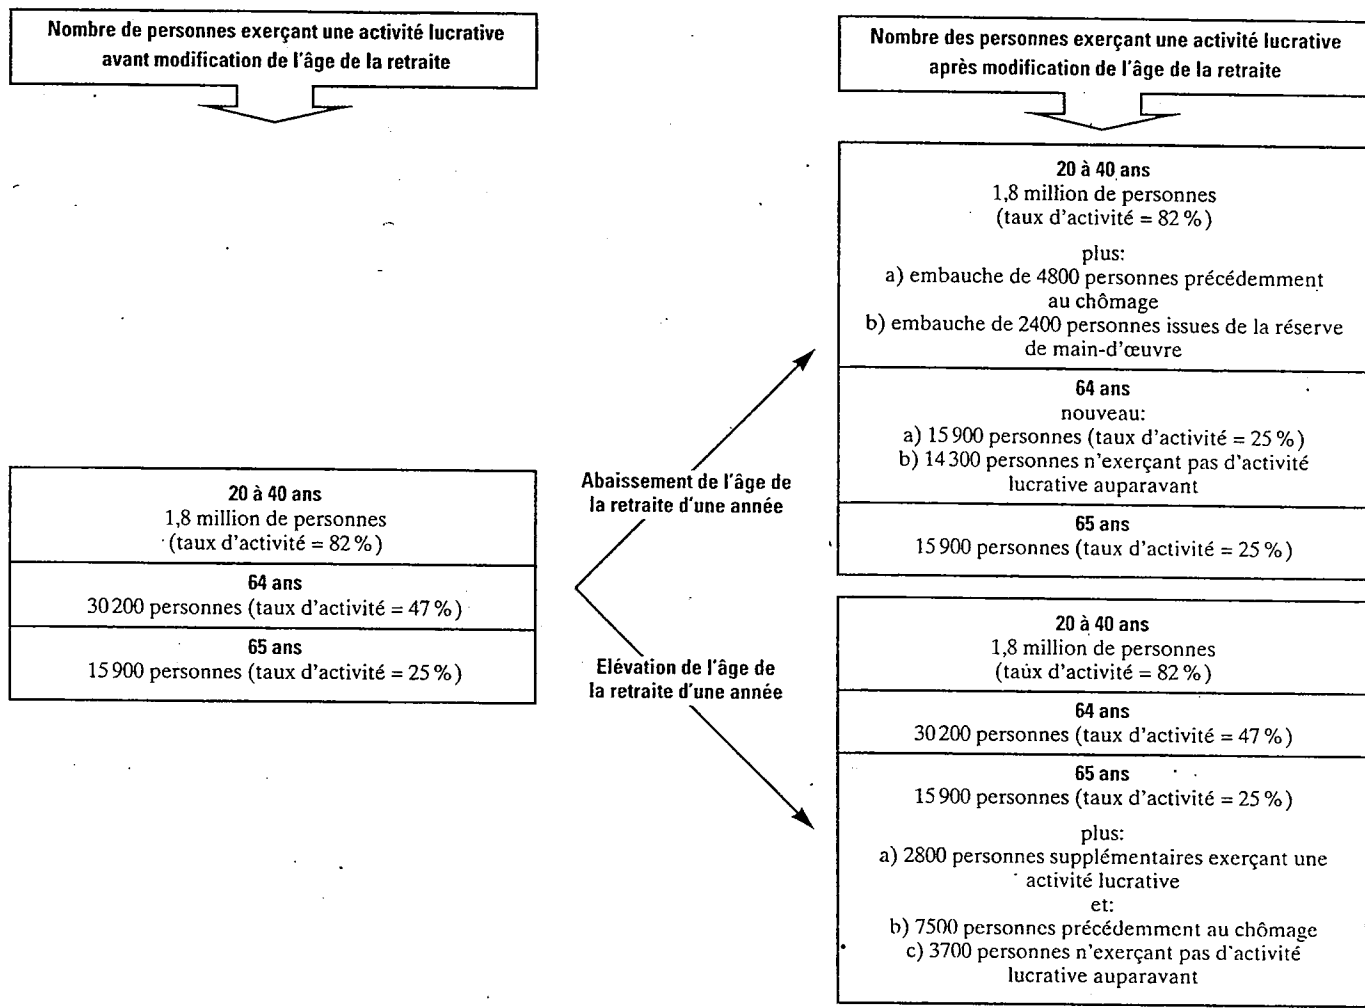 Nombre de personnes exerçant une activité lucrative
avant modification de l'âge de la retraite
20 à 40 ans
1,8 million de personnes
(taux d'activité = 82 %)
64 ans
30 200 personnes (taux d'activité = 47 %)
65 ans
15 900 personnes (taux d'activité = 25 %)
Abaissement de l'âge de
la retraite d'une année
Elévation de l'âge de
la retraite d'une année
Nombre des personnes exerçant une activité lucrative
après modification de l'âge de la retraite
20 à 40 ans
1,8 million de personnes
(taux d'activité = 82 %)
plus:
a) embauche de 4800 personnes précédemment
au chômage
b) embauche de 2400 personnes issues de la réserve
de main-d'œuvre
64 ans
nouveau:
a) 15 900 personnes (taux d'activité = 25 %)
b) 14 300 personnes n'exerçant pas d'activité
lucrative auparavant
65 ans
15 900 personnes (taux d'activité = 25 %)
20 à 40 ans
1,8 million de personnes
(taux d'activité = 82 %)
64 ans
30 200 personnes (taux d'activité = 47 %)
65 ans
15 900 personnes (taux d'activité = 25 %)
plus:
a) 2800 personnes supplémentaires exerçant une
activité lucrative
et:
b) 7500 personnes précédemment au chômage
c) 3700 personnes n'exerçant pas d'activité
lucrative auparavant